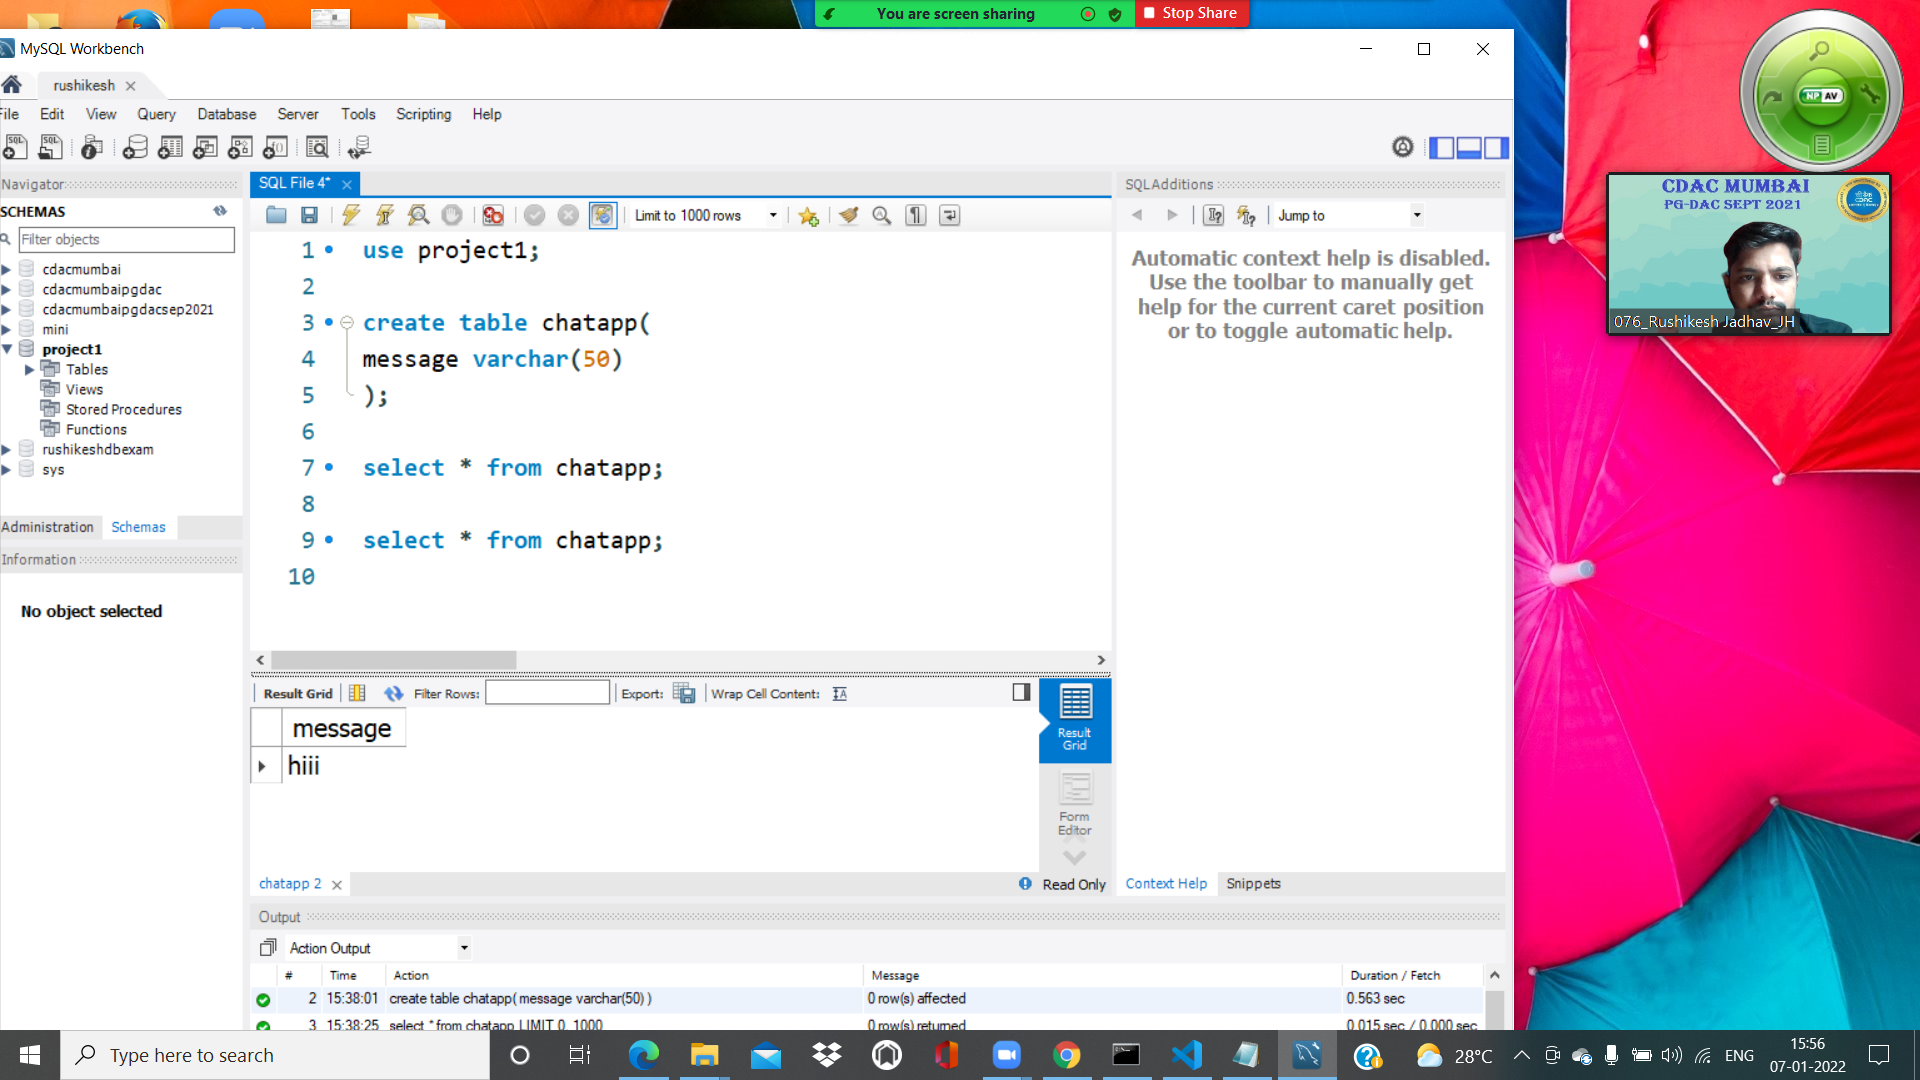 You are screen sharing
Stop Share
MySQL Workbench
rushikesh
File Edit View Query Database Server Tools Scripting Help
Navigator
SCHEMAS
Filter objects
cdacmumbai
cdacmumbaipgdac
cdacmumbaipgdacsep2021
mini
project1
Tables
Views
Stored Procedures
Functions
rushikeshdbexam
sys
Administration Schemas
Information
No object selected
SQL File 4*
Limit to 1000 rows
1 use project1;
2
3 create table chatapp(
4 message varchar(50)
5 );
6
7 select * from chatapp;
8
9 select * from chatapp;
10
Result Grid Filter Rows: Export: Wrap Cell Content:
message
hiii
Result
Grid
Form
Editor
chatapp 2
Read Only
SQLAdditions
Jump to
Automatic context help is disabled.
Use the toolbar to manually get
help for the current caret position
or to toggle automatic help.
Context Help Snippets
Output
Action Output
# Time Action Message Duration / Fetch
2 15:38:01 create table chatapp( message varchar(50) ) 0 row(s) affected 0.563 sec
3 15:38:25 select * from chatapp LIMIT 0, 1000 0 row(s) returned 0.015 sec / 0.000 sec
NP AV
CDAC MUMBAI
PG-DAC SEPT 2021
076_Rushikesh Jadhav_JH
Type here to search
28°C
ENG
15:56
07-01-2022